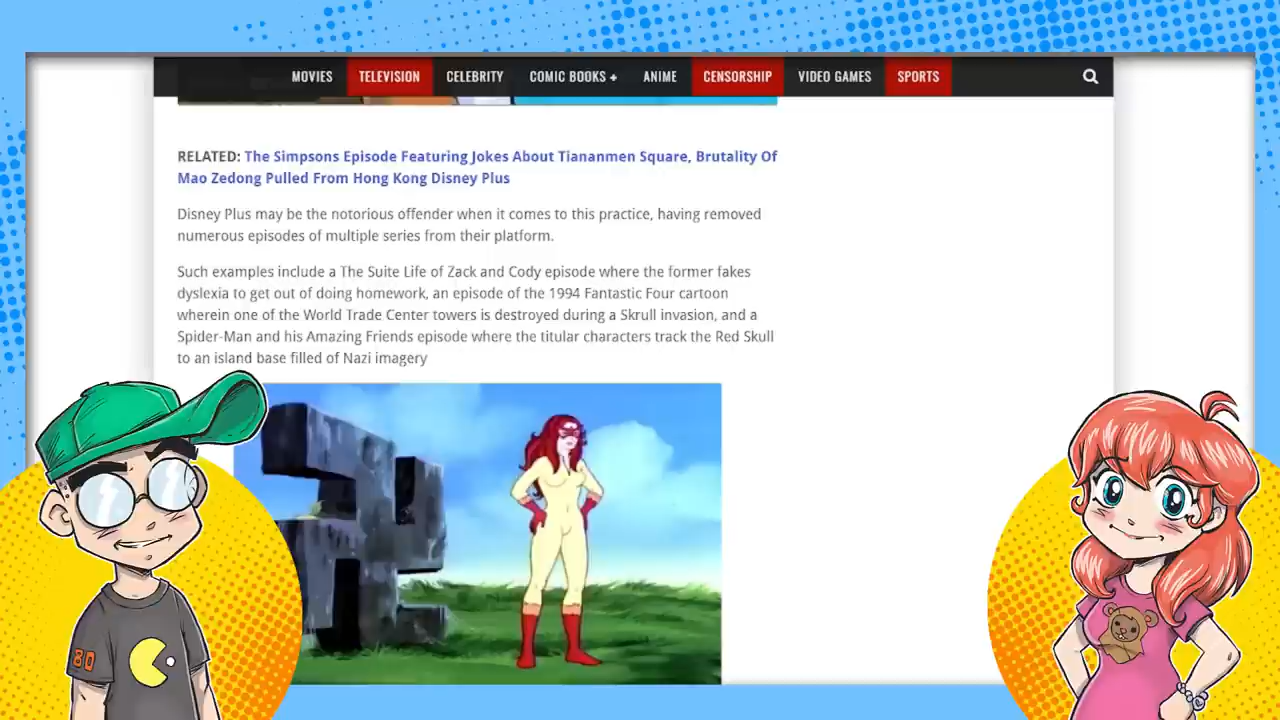 MOVIES TELEVISION CELEBRITY COMIC BOOKS + ANIME CENSORSHIP VIDEO GAMES SPORTS
RELATED: The Simpsons Episode Featuring Jokes About Tiananmen Square, Brutality Of
Mao Zedong Pulled From Hong Kong Disney Plus
Disney Plus may be the notorious offender when it comes to this practice, having removed
numerous episodes of multiple series from their platform.
Such examples include a The Suite Life of Zack and Cody episode where the former fakes
dyslexia to get out of doing homework, an episode of the 1994 Fantastic Four cartoon
wherein one of the World Trade Center towers is destroyed during a Skrull invasion, and a
Spider-Man and his Amazing Friends episode where the titular characters track the Red Skull
to an island base filled of Nazi imagery
80